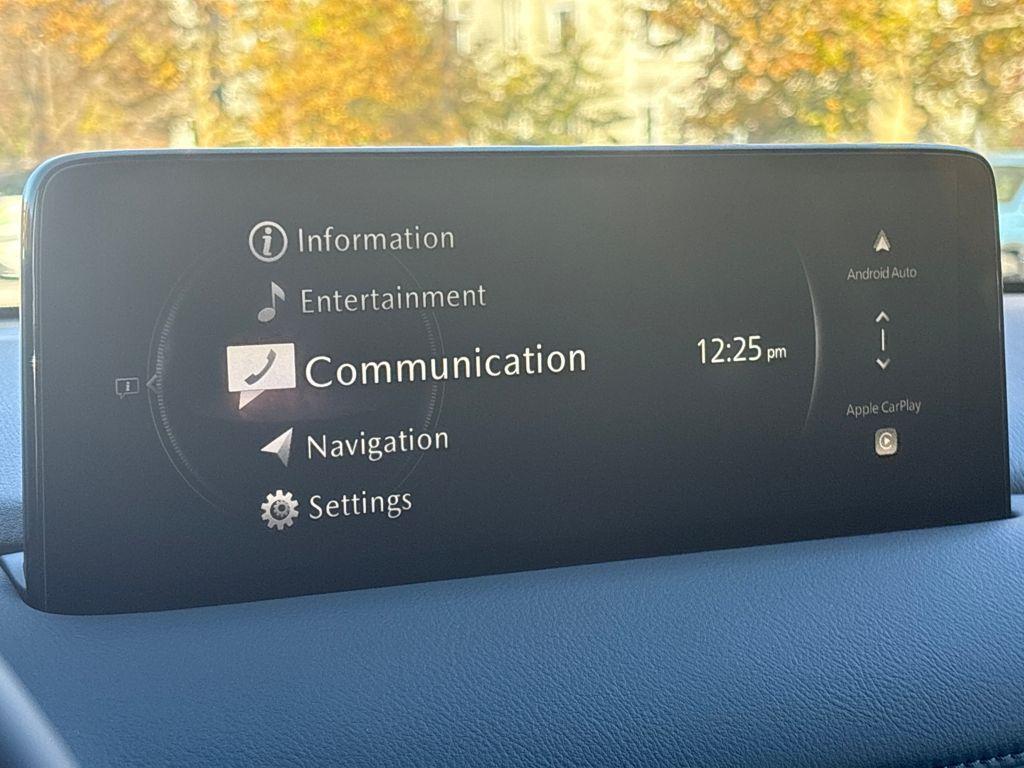 Information
Entertainment
Communication
Navigation
Settings
12:25 pm
Android Auto
Apple CarPlay